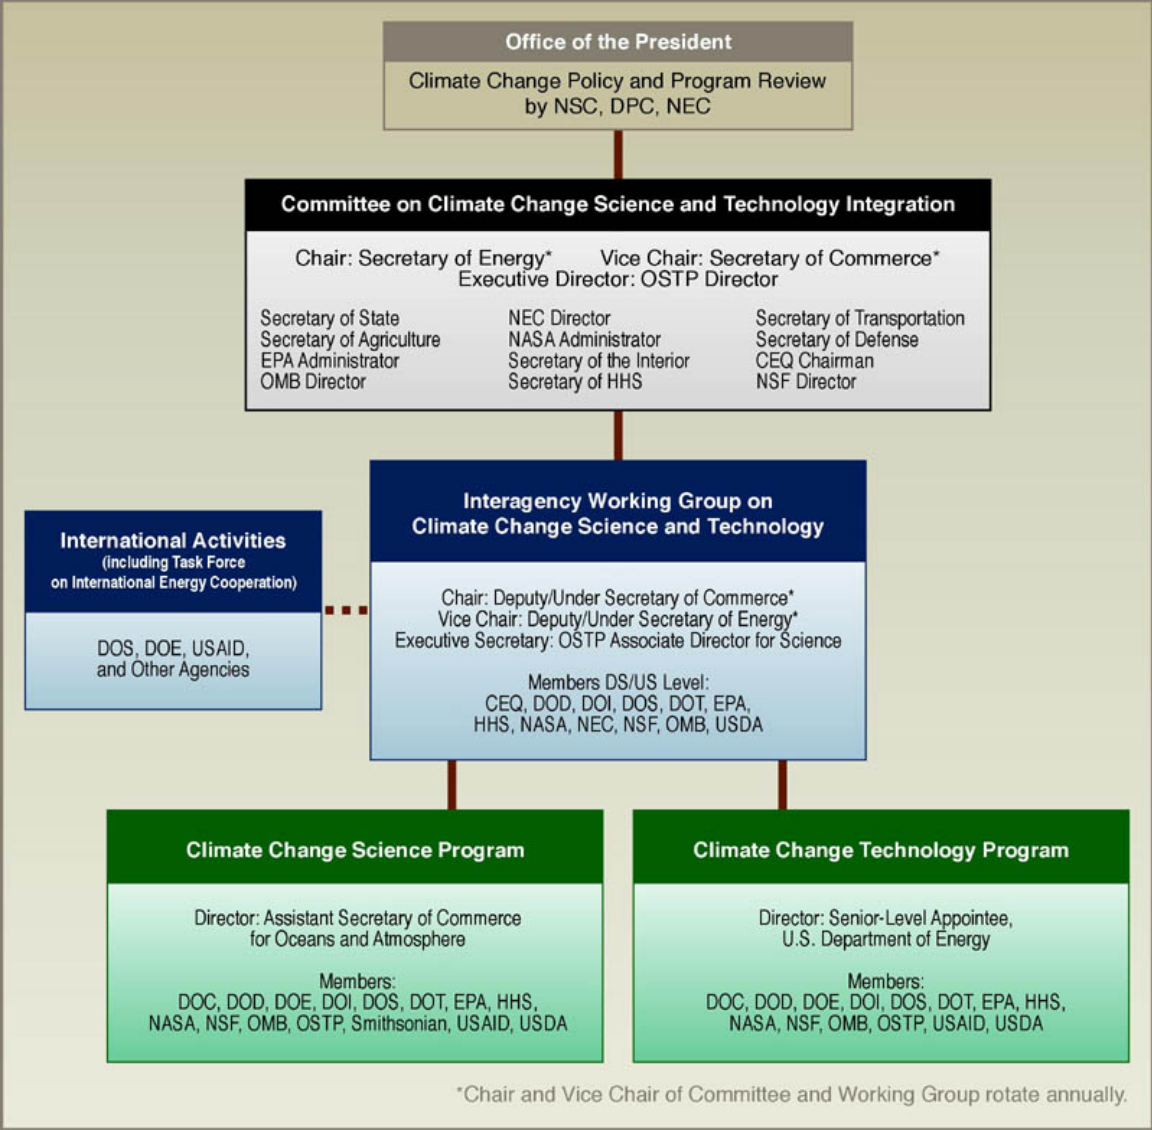 Office of the President
Climate Change Policy and Program Review
by NSC, DPC, NEC
Committee on Climate Change Science and Technology Integration
Chair: Secretary of Energy* Vice Chair: Secretary of Commerce*
Executive Director: OSTP Director
Secretary of State
Secretary of Agriculture
EPA Administrator
OMB Director
NEC Director
NASA Administrator
Secretary of the Interior
Secretary of HHS
Secretary of Transportation
Secretary of Defense
CEQ Chairman
NSF Director
Interagency Working Group on
Climate Change Science and Technology
Chair: Deputy/Under Secretary of Commerce*
Vice Chair: Deputy/Under Secretary of Energy*
Executive Secretary: OSTP Associate Director for Science
Members DS/US Level:
CEQ, DOD, DOI, DOS, DOT, EPA,
HHS, NASA, NEC, NSF, OMB, USDA
International Activities
(including Task Force
on International Energy Cooperation)
DOS, DOE, USAID,
and Other Agencies
Climate Change Science Program
Director: Assistant Secretary of Commerce
for Oceans and Atmosphere
Members:
DOC, DOD, DOE, DOI, DOS, DOT, EPA, HHS,
NASA, NSF, OMB, OSTP, Smithsonian, USAID, USDA
Climate Change Technology Program
Director: Senior-Level Appointee,
U.S. Department of Energy
Members:
DOC, DOD, DOE, DOI, DOS, DOT, EPA, HHS,
NASA, NSF, OMB, OSTP, USAID, USDA
*Chair and Vice Chair of Committee and Working Group rotate annually.